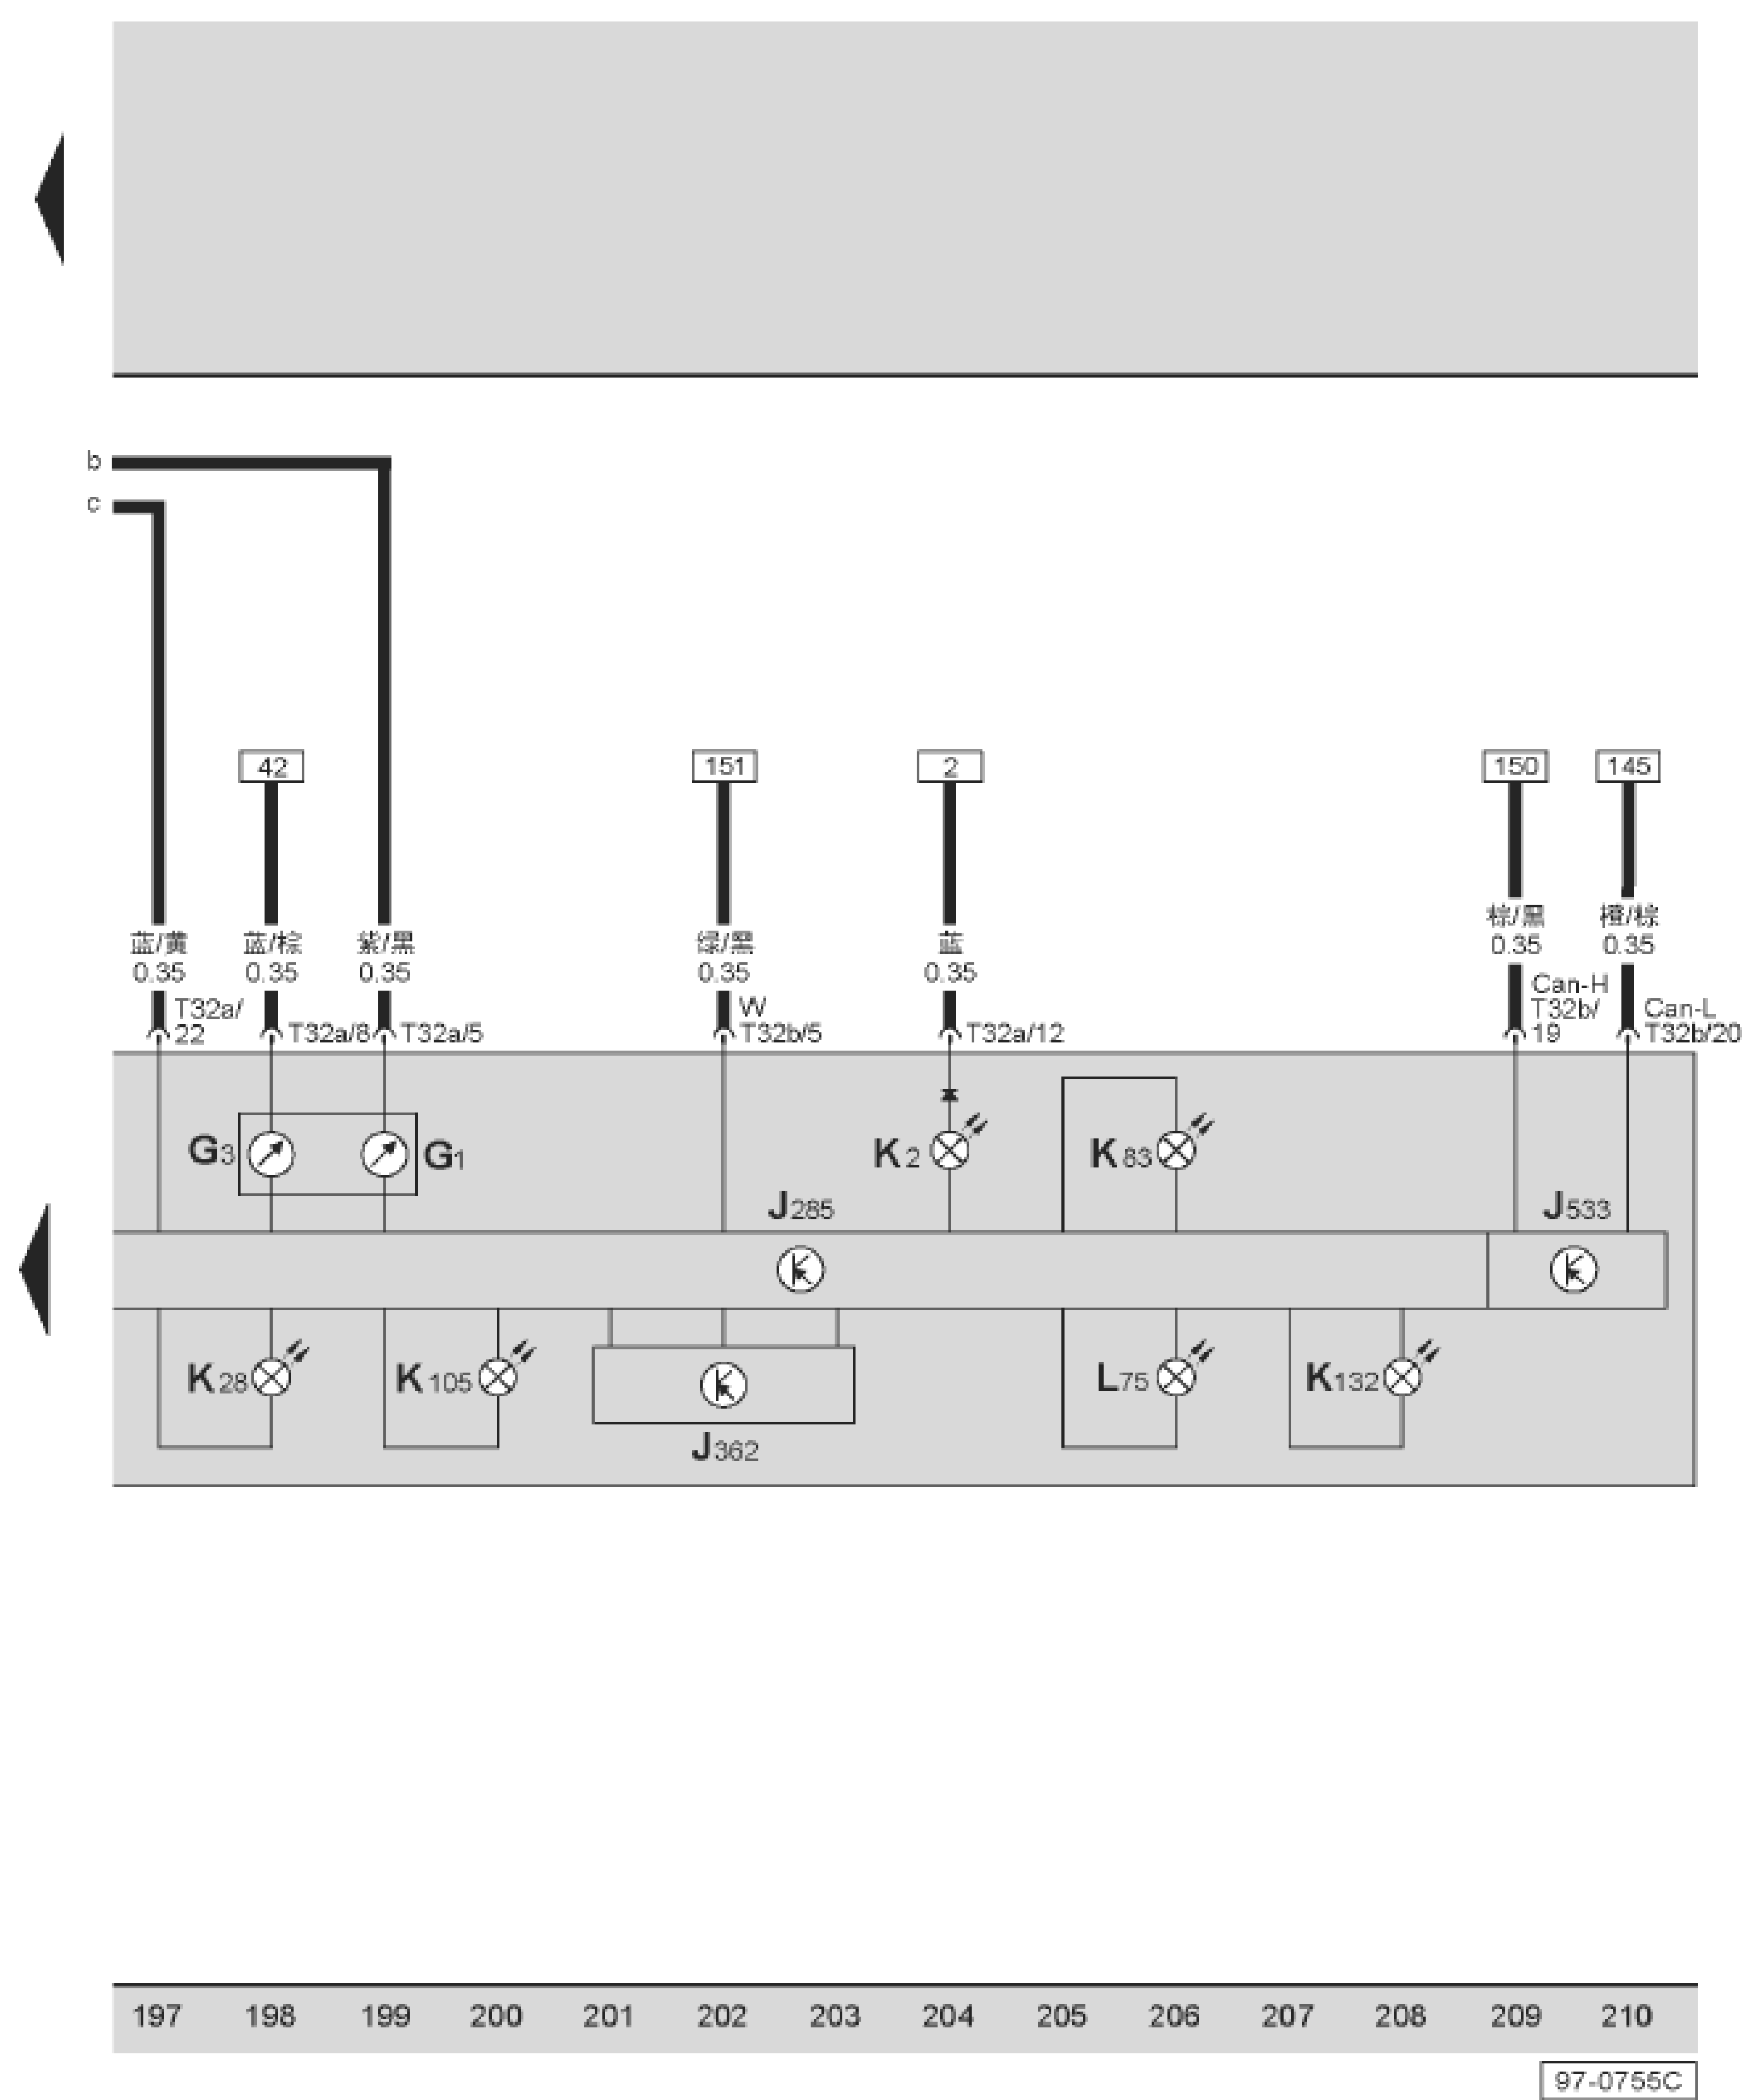 b
c
42
151
2
150
145
蓝/黄
0.35
蓝/棕
0.35
紫/黑
0.35
绿/黑
0.35
蓝
0.35
棕/黑
0.35
橙/棕
0.35
T32a/
22
T32a/8
T32a/5
W
T32b/5
T32a/12
Can-H
T32b/
19
Can-L
T32b/20
G3
G1
K2
K83
J285
J533
K28
K105
J362
L75
K132
197 198 199 200 201 202 203 204 205 206 207 208 209 210
97-0755C